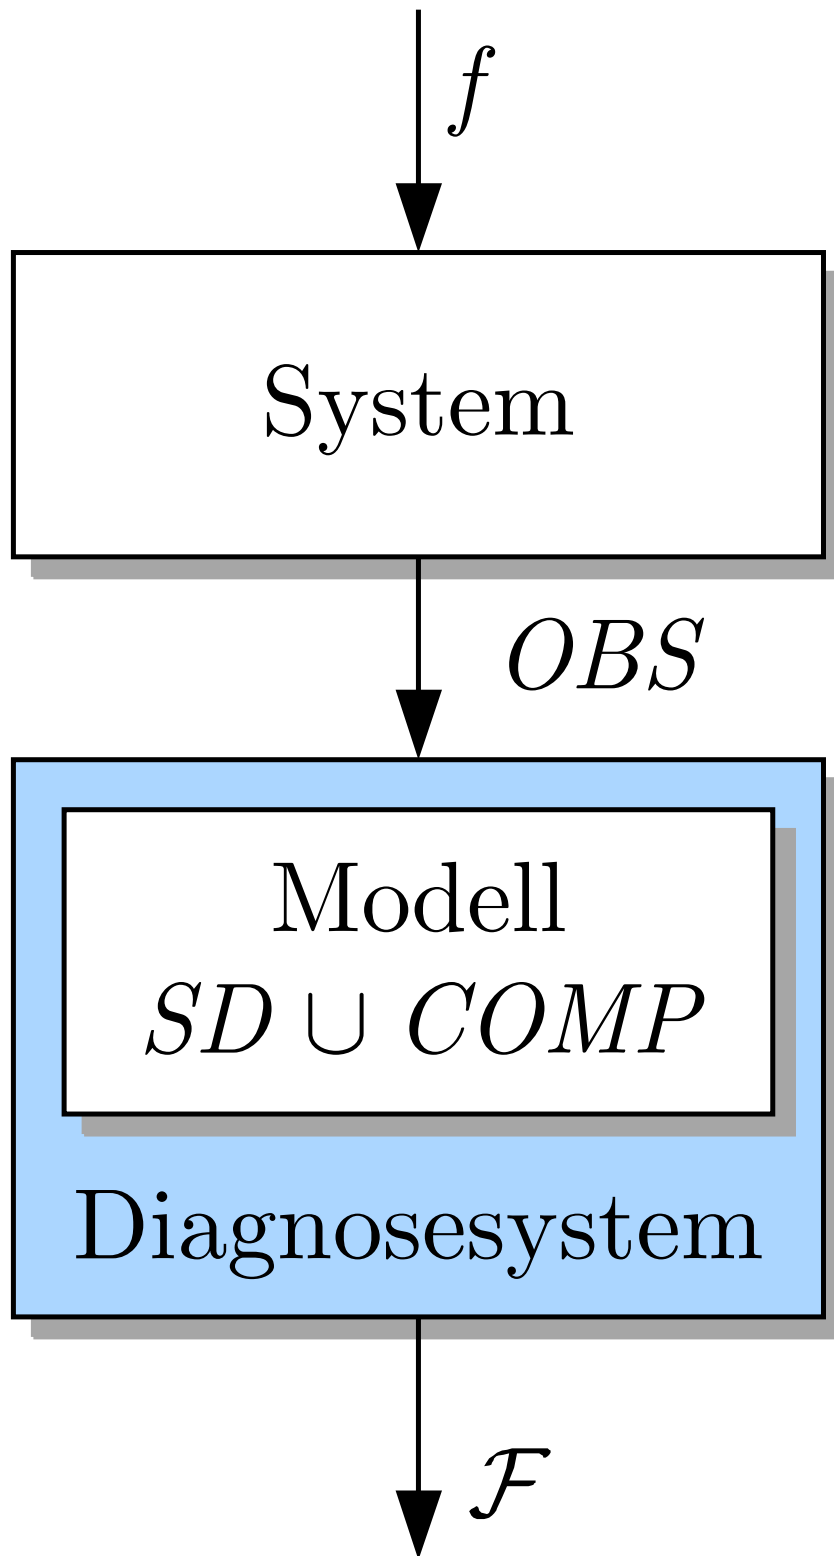 f
System
OBS
Modell
SD ∪ COMP
Diagnosesystem
ℱ